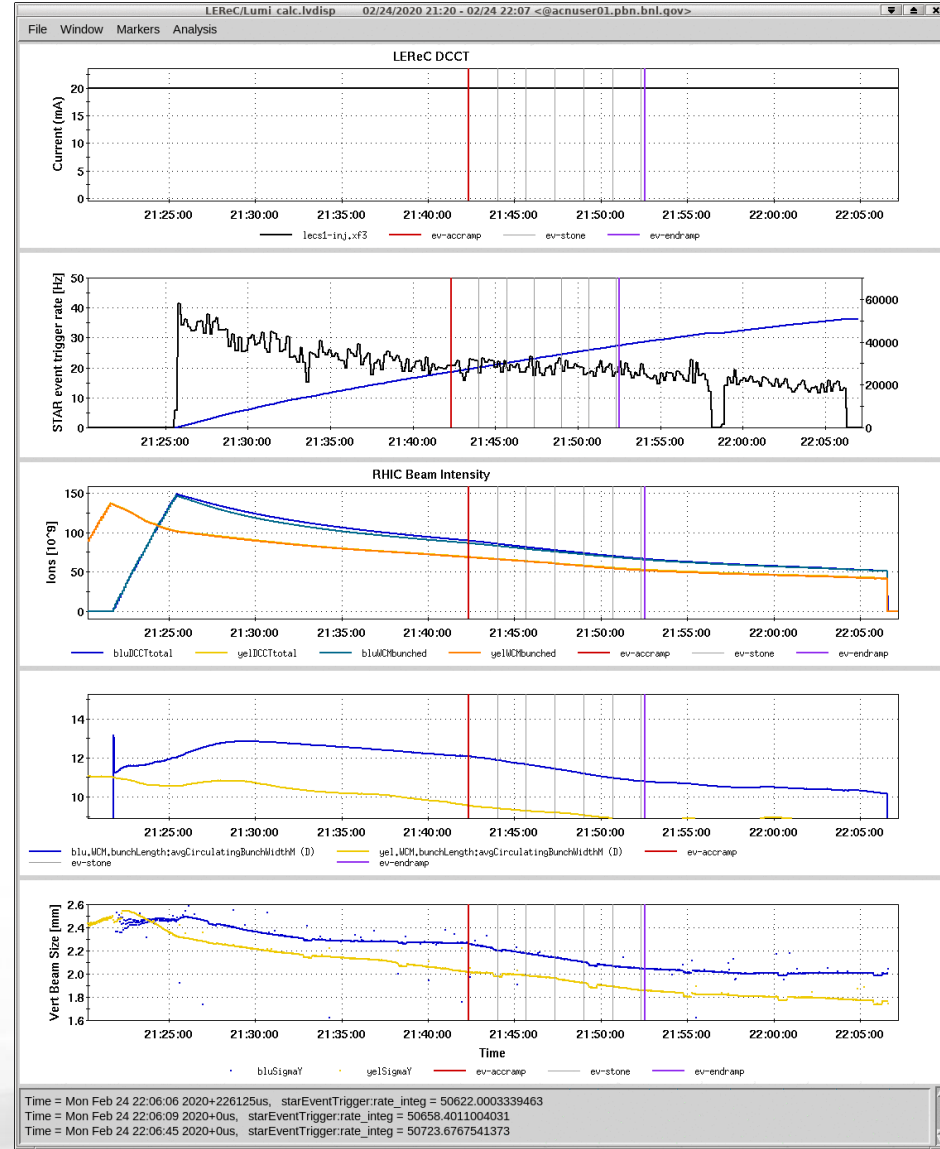 LEReC/Lumi calc.lvdisp 02/24/2020 21:20 - 02/24 22:07 <@acnuser01.pbn.bnl.gov>
File Window Markers Analysis
LEReC DCCT
Current (mA)
20
15
10
5
0
21:25:00 21:30:00 21:35:00 21:40:00 21:45:00 21:50:00 21:55:00 22:00:00 22:05:00
lecs1-inj.xf3 ev-accramp ev-stone ev-endramp
STAR event trigger rate [Hz]
50
40 60000
30 40000
20 20000
10
0 0
21:25:00 21:30:00 21:35:00 21:40:00 21:45:00 21:50:00 21:55:00 22:00:00 22:05:00
RHIC Beam Intensity
Ions [10^9]
150
100
50
0
21:25:00 21:30:00 21:35:00 21:40:00 21:45:00 21:50:00 21:55:00 22:00:00 22:05:00
bluDCCTtotal yelDCCTtotal bluWCMbunched yelWCMbunched ev-accramp ev-stone ev-endramp
14
12
10
21:25:00 21:30:00 21:35:00 21:40:00 21:45:00 21:50:00 21:55:00 22:00:00 22:05:00
blu.WCM.bunchLength:avgCirculatingBunchWidthM (D) yel.WCM.bunchLength:avgCirculatingBunchWidthM (D) ev-accramp
ev-stone ev-endramp
Vert Beam Size [mm]
2.6
2.4
2.2
2.0
1.8
1.6
21:25:00 21:30:00 21:35:00 21:40:00 21:45:00 21:50:00 21:55:00 22:00:00 22:05:00
Time
bluSigmaY yelSigmaY ev-accramp ev-stone ev-endramp
Time = Mon Feb 24 22:06:06 2020+226125us, starEventTrigger:rate_integ = 50622.0003339463
Time = Mon Feb 24 22:06:09 2020+0us, starEventTrigger:rate_integ = 50658.4011004031
Time = Mon Feb 24 22:06:45 2020+0us, starEventTrigger:rate_integ = 50723.6767541373